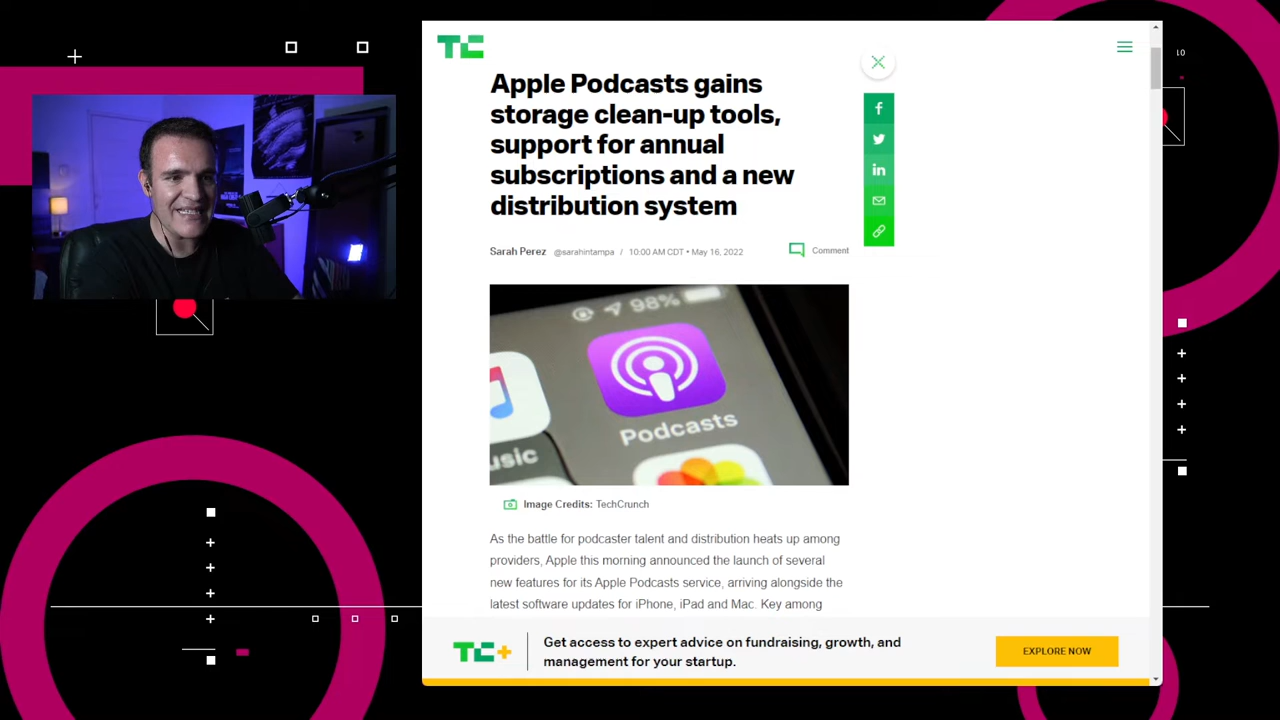 TC
Apple Podcasts gains
storage clean-up tools,
support for annual
subscriptions and a new
distribution system
Sarah Perez @sarahintampa / 10:00 AM CDT • May 16, 2022
Comment
98%
Podcasts
usic
Image Credits: TechCrunch
As the battle for podcaster talent and distribution heats up among
providers, Apple this morning announced the launch of several
new features for its Apple Podcasts service, arriving alongside the
latest software updates for iPhone, iPad and Mac. Key among
TC+
Get access to expert advice on fundraising, growth, and
management for your startup.
EXPLORE NOW
10